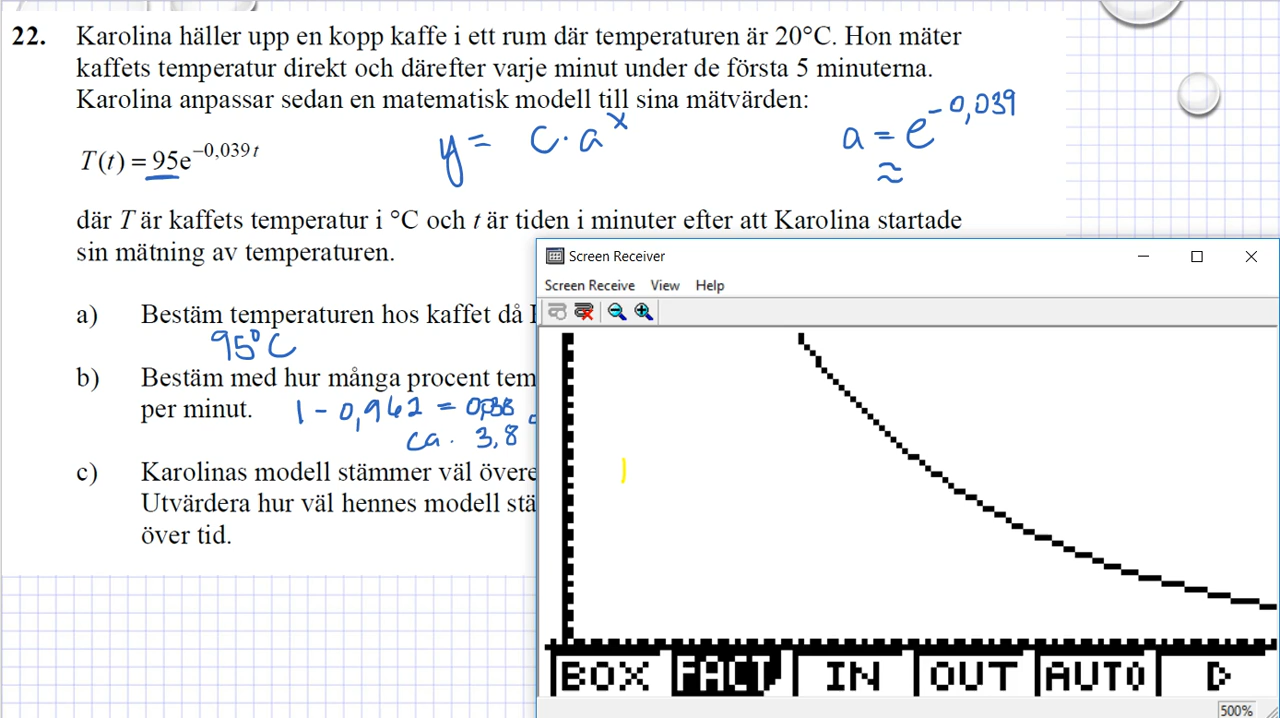 22. Karolina häller upp en kopp kaffe i ett rum där temperaturen är 20°C. Hon mäter
kaffets temperatur direkt och därefter varje minut under de första 5 minuterna.
Karolina anpassar sedan en matematisk modell till sina mätvärden:
y = C · a^x
a = e^-0,039
≈
T(t) = 95e^−0,039t
där T är kaffets temperatur i °C och t är tiden i minuter efter att Karolina startade
sin mätning av temperaturen.
a) Bestäm temperaturen hos kaffet då
95°C
b) Bestäm med hur många procent tem
per minut. 1 - 0,962 = 0,038
ca. 3,8
c) Karolinas modell stämmer väl övere
Utvärdera hur väl hennes modell stä
över tid.
Screen Receiver
Screen Receive View Help
BOX FACT IN OUT AUTO
500%